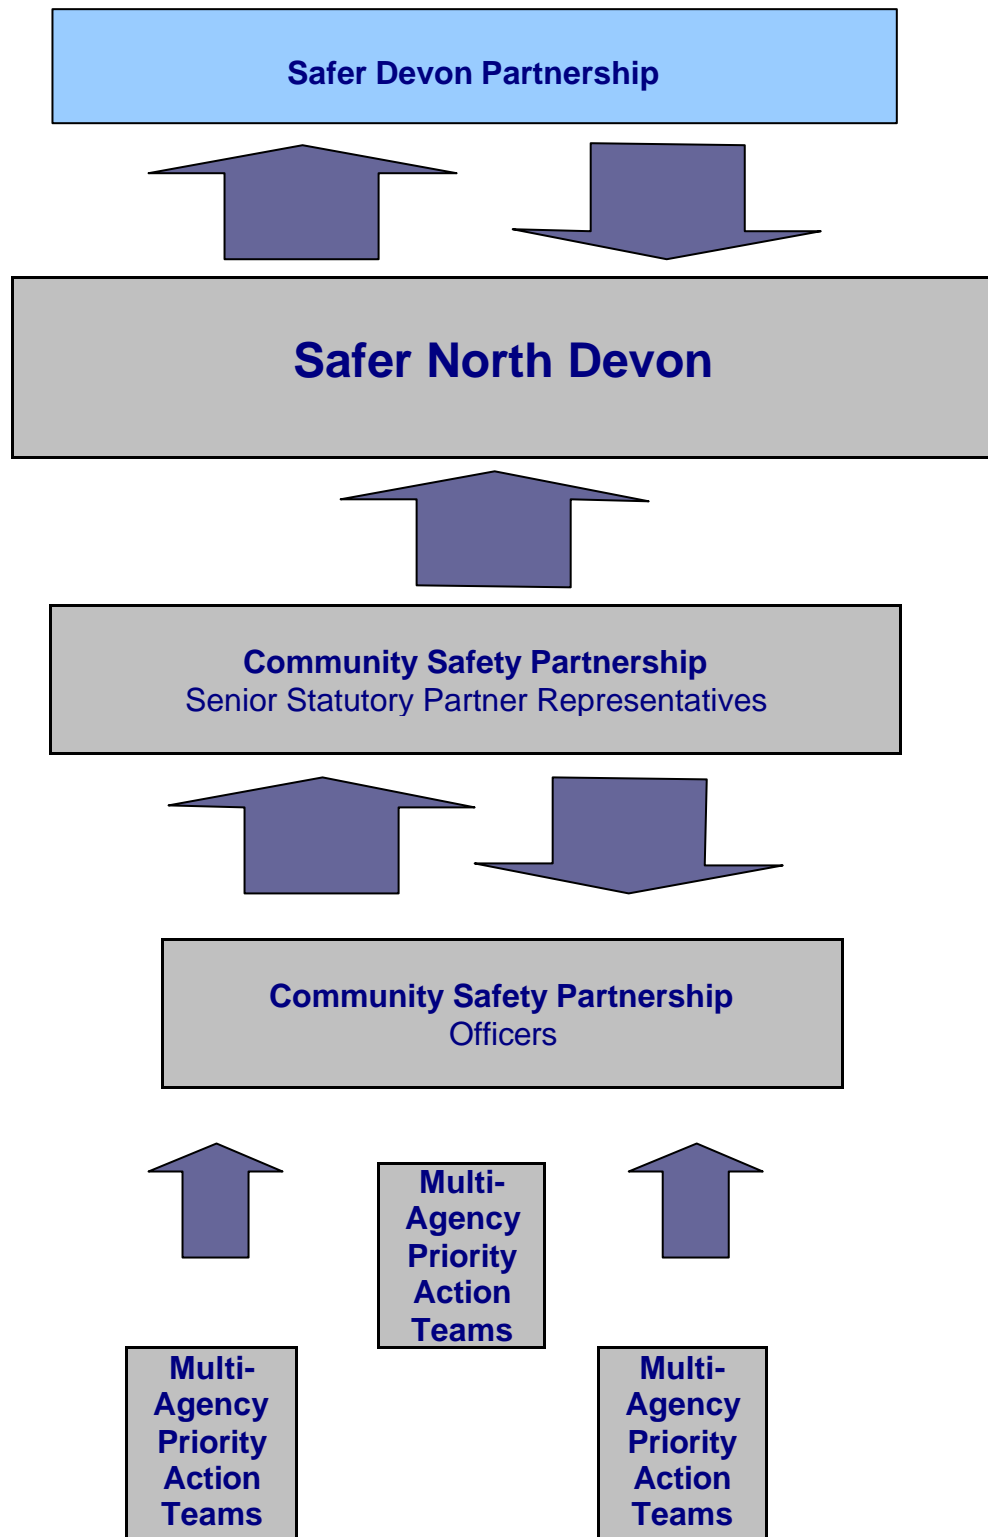 Safer Devon Partnership
Safer North Devon
Community Safety Partnership
Senior Statutory Partner Representatives
Community Safety Partnership
Officers
Multi-
Agency
Priority
Action
Teams
Multi-
Agency
Priority
Action
Teams
Multi-
Agency
Priority
Action
Teams